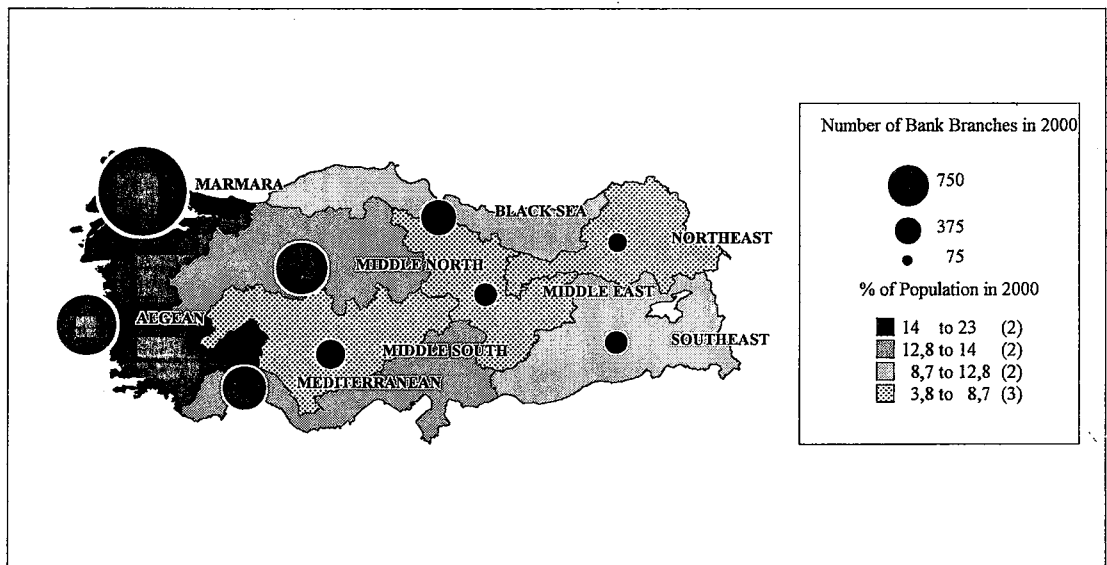 MARMARA
BLACK SEA
NORTHEAST
MIDDLE NORTH
MIDDLE EAST
AEGEAN
SOUTHEAST
MIDDLE SOUTH
MEDITERRANEAN
Number of Bank Branches in 2000
750
375
75
% of Population in 2000
14 to 23 (2)
12,8 to 14 (2)
8,7 to 12,8 (2)
3,8 to 8,7 (3)